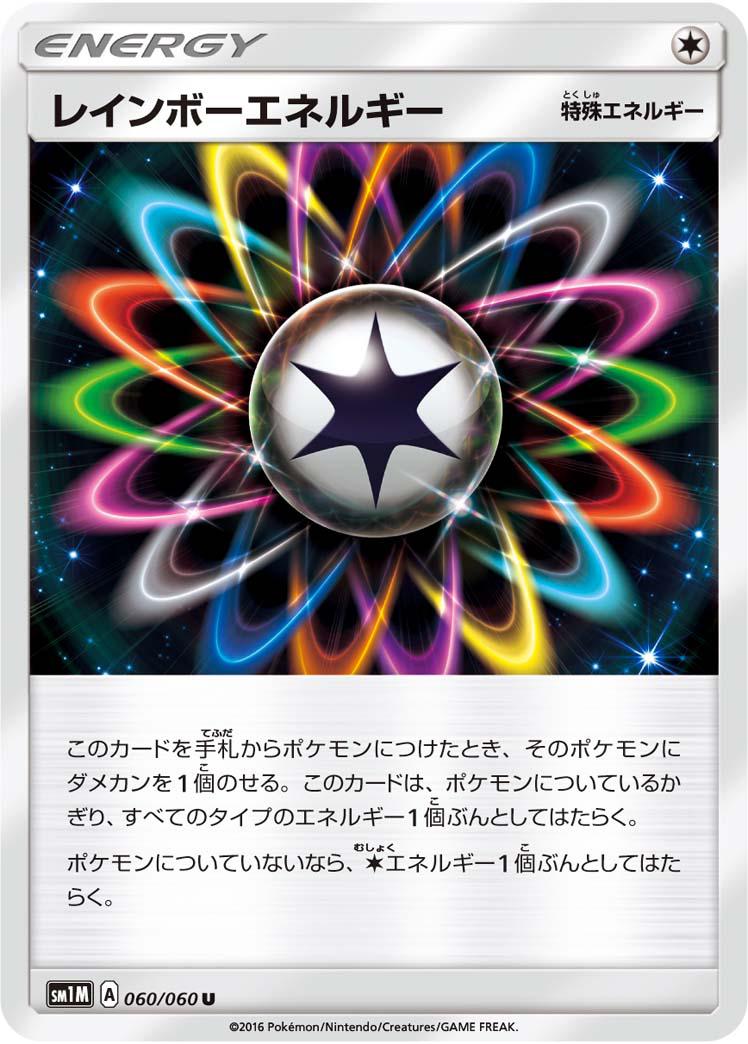 ENERGY
レインボーエネルギー
とくしゅ
特殊エネルギー
てふだ
このカードを手札からポケモンにつけたとき、そのポケモンに
こ
ダメカンを1個のせる。このカードは、ポケモンについているか
こ
ぎり、すべてのタイプのエネルギー1個ぶんとしてはたらく。
むしょく こ
ポケモンについていないなら、✶エネルギー1個ぶんとしてはた
らく。
SM1M A 060/060 U
©2016 Pokémon/Nintendo/Creatures/GAME FREAK.